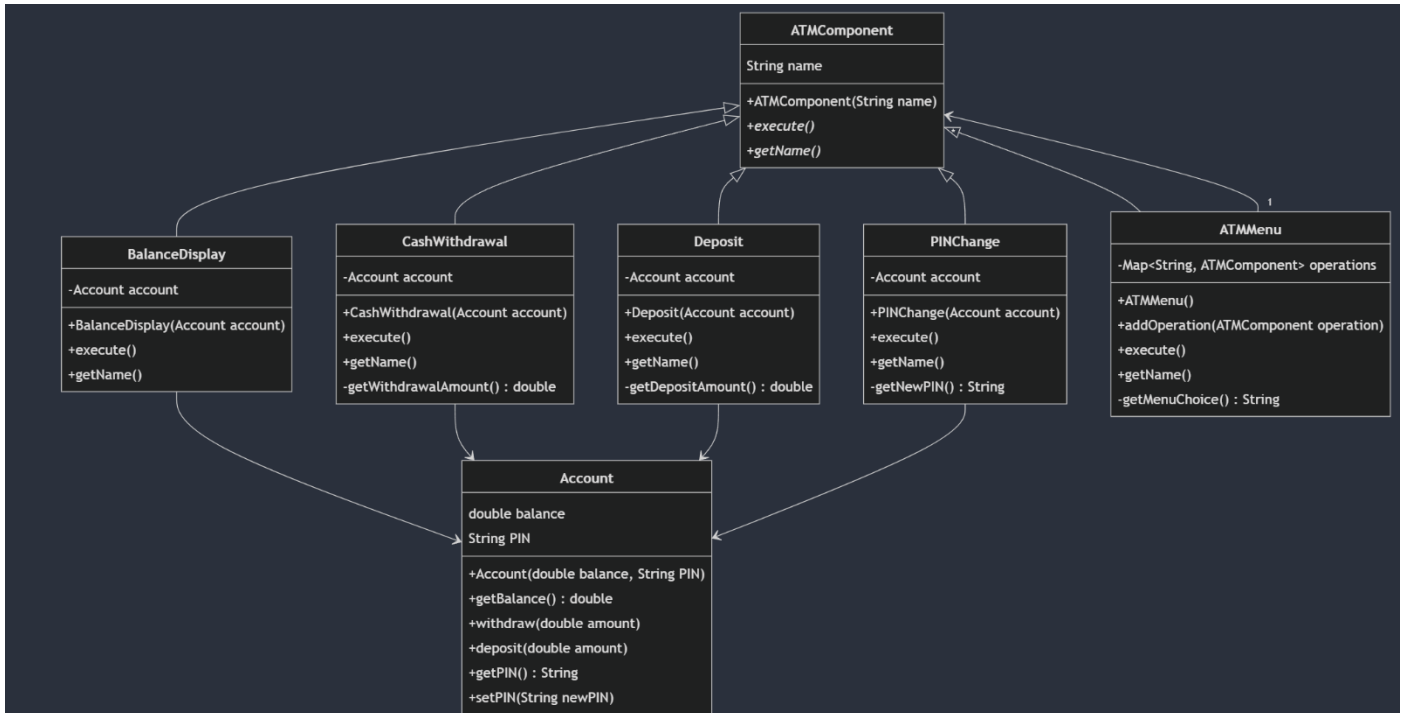 ATMComponent
String name
+ATMComponent(String name)
+execute()
+getName()
*
1
BalanceDisplay
-Account account
+BalanceDisplay(Account account)
+execute()
+getName()
CashWithdrawal
-Account account
+CashWithdrawal(Account account)
+execute()
+getName()
-getWithdrawalAmount() : double
Deposit
-Account account
+Deposit(Account account)
+execute()
+getName()
-getDepositAmount() : double
PINChange
-Account account
+PINChange(Account account)
+execute()
+getName()
-getNewPIN() : String
ATMMenu
-Map<String, ATMComponent> operations
+ATMMenu()
+addOperation(ATMComponent operation)
+execute()
+getName()
-getMenuChoice() : String
Account
double balance
String PIN
+Account(double balance, String PIN)
+getBalance() : double
+withdraw(double amount)
+deposit(double amount)
+getPIN() : String
+setPIN(String newPIN)